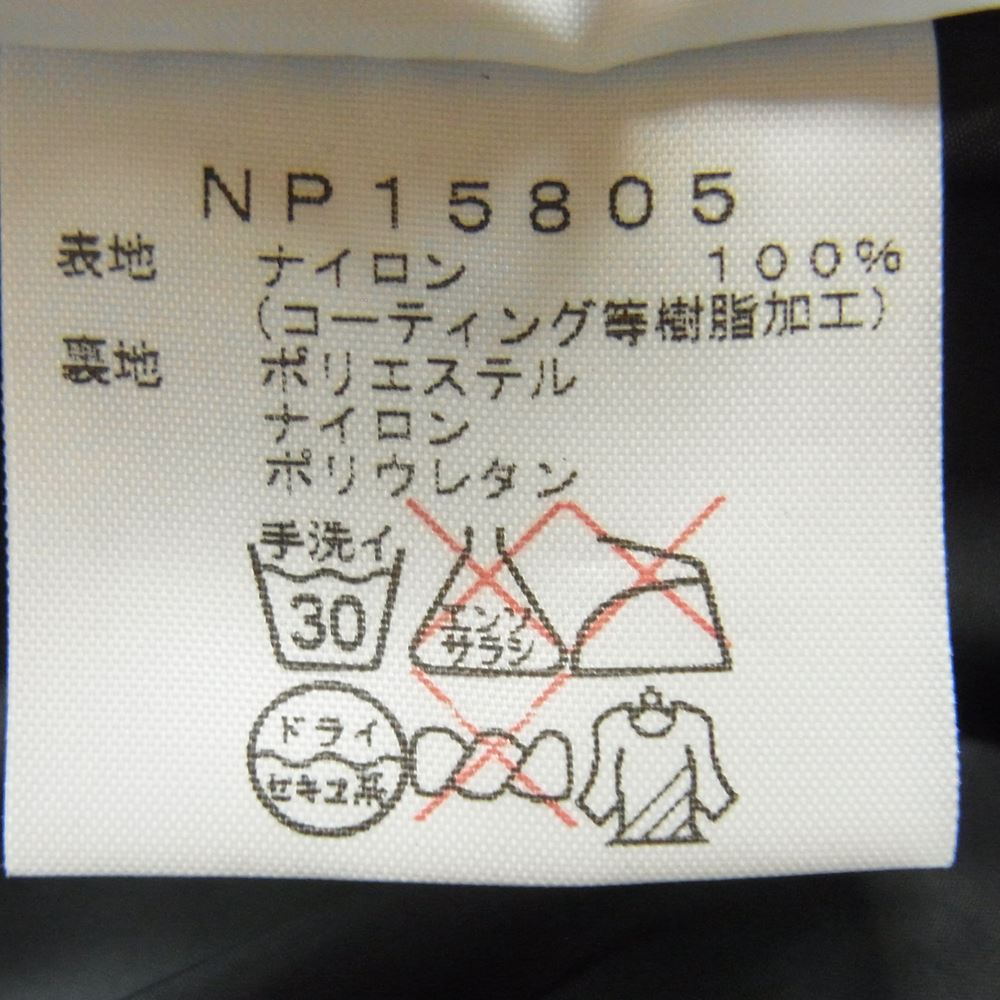 NP15805
表地 ナイロン 100%
(コーティング等樹脂加工)
裏地 ポリエステル
ナイロン
ポリウレタン
手洗イ
30
エンソ
サラシ
ドライ
セキユ系